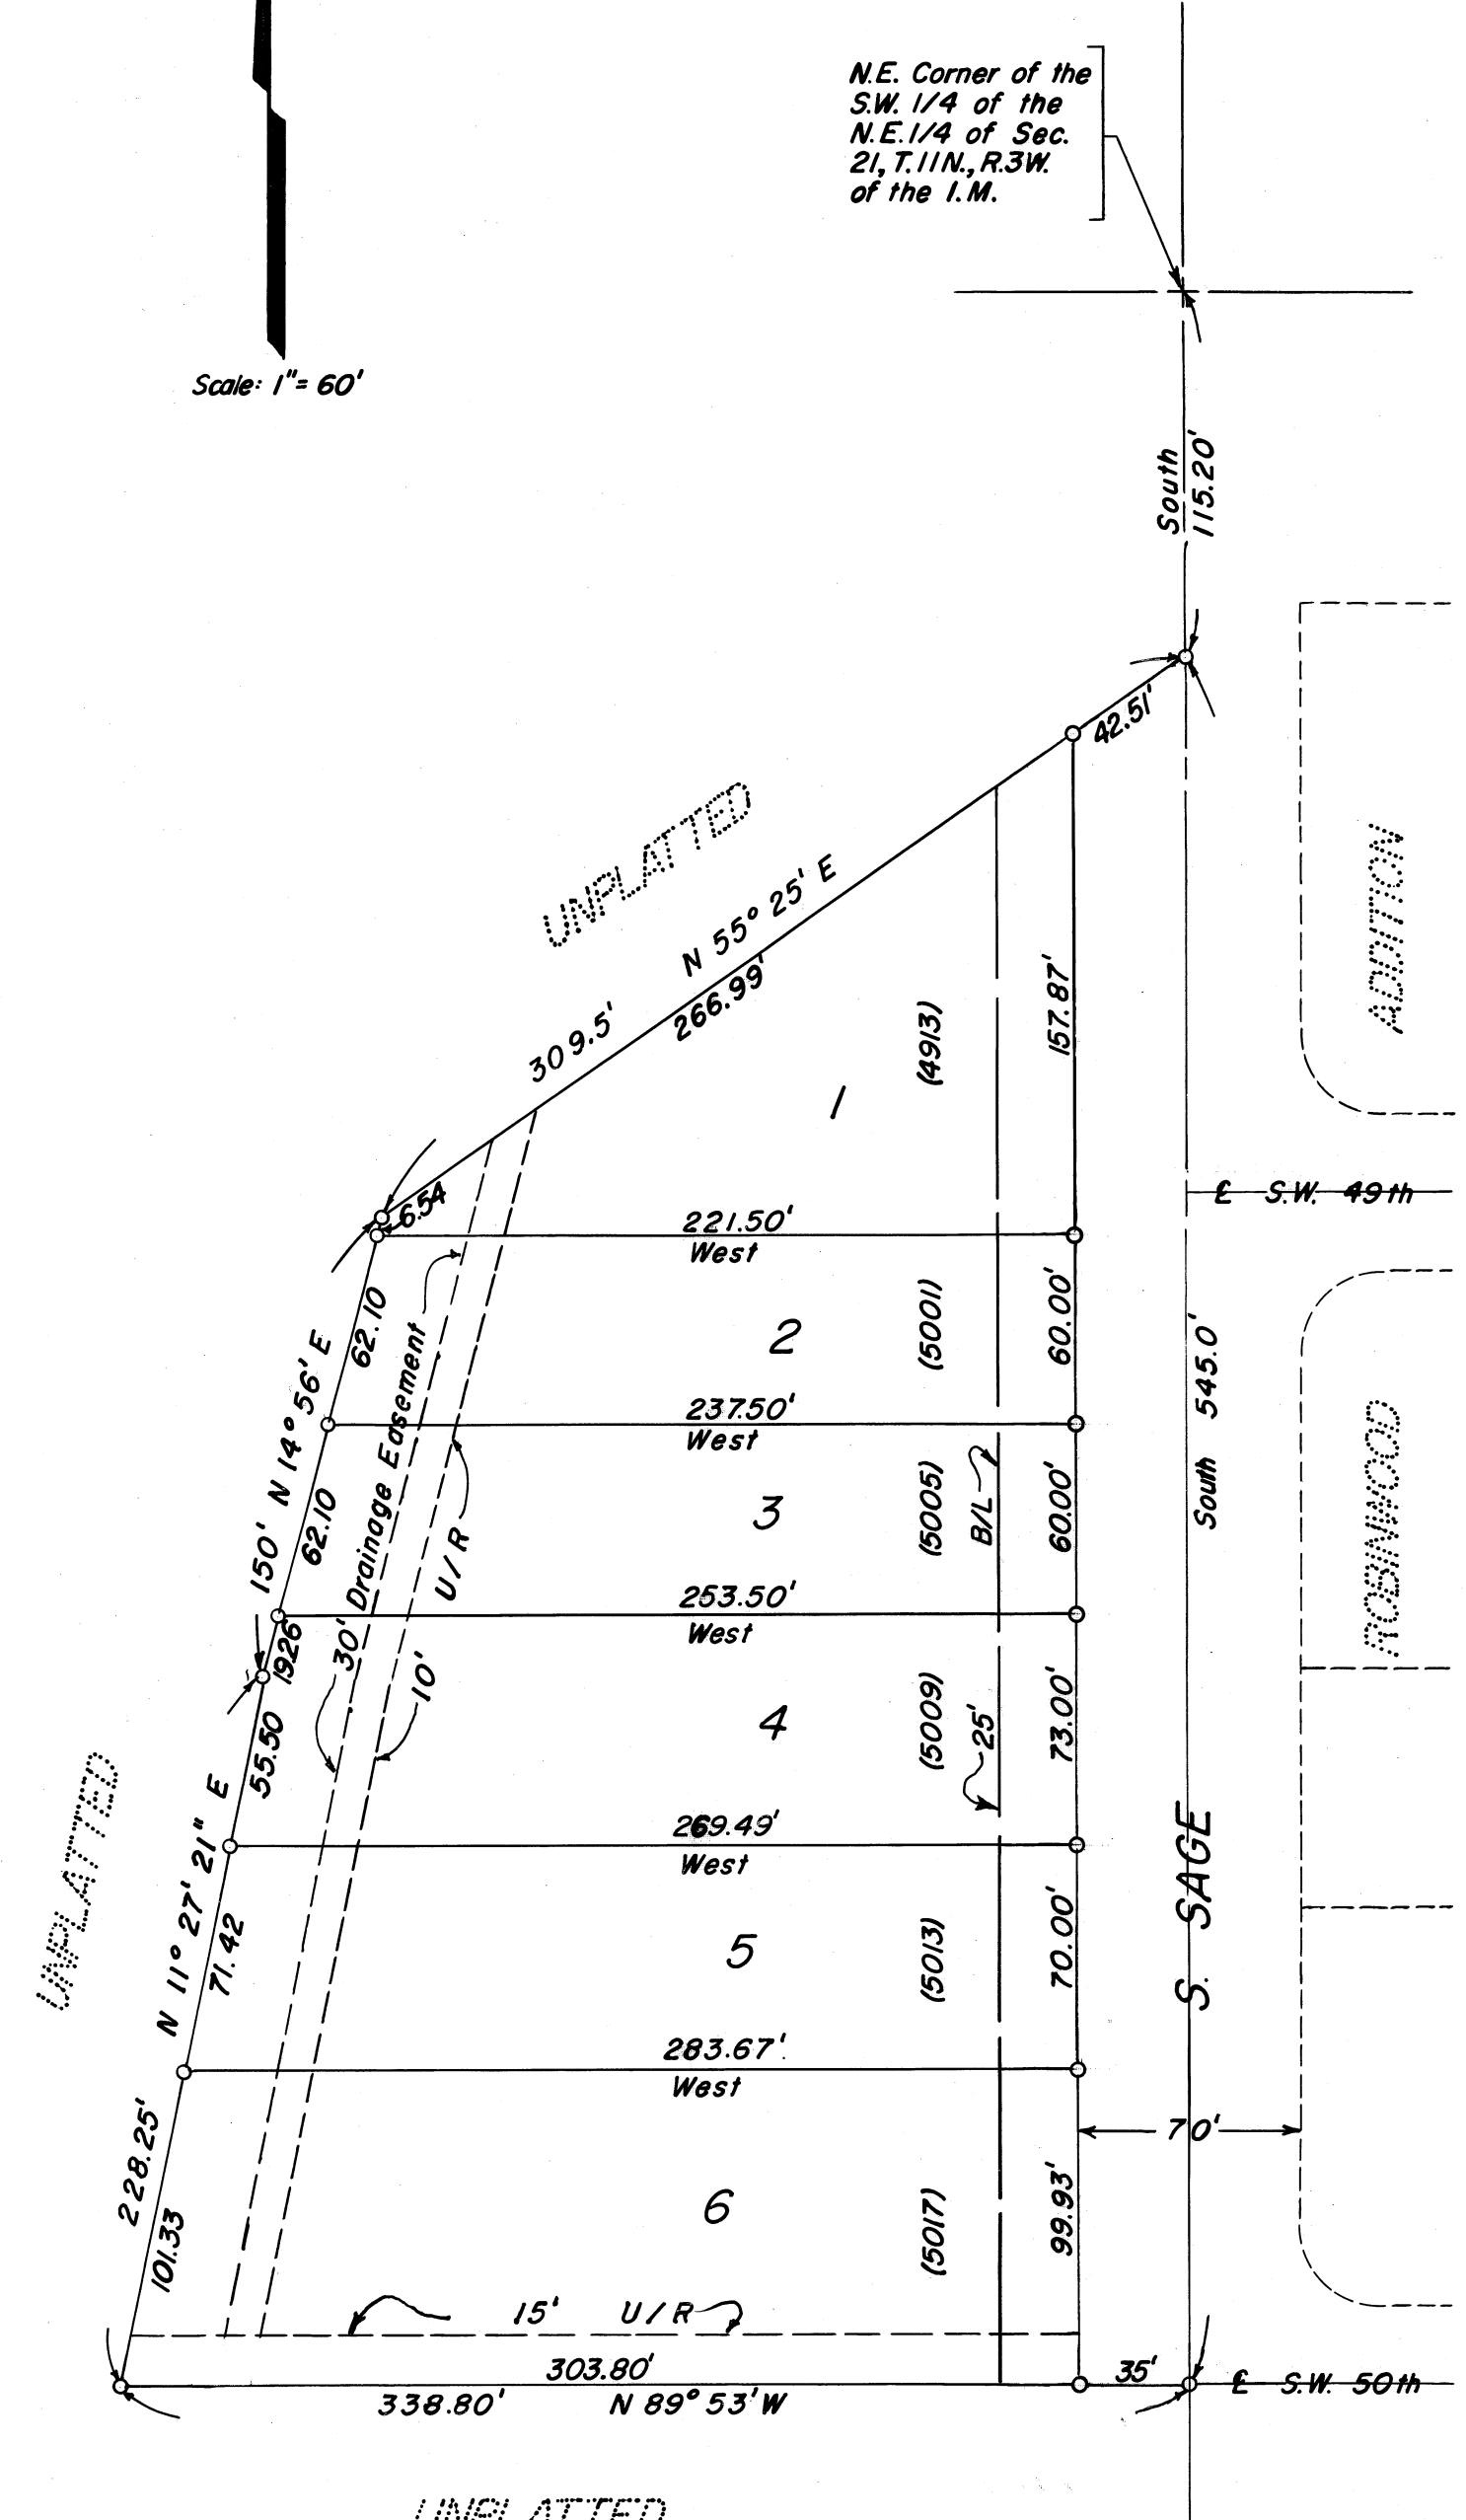 N.E. Corner of the
S.W. 1/4 of the
N.E. 1/4 of Sec.
21, T.11N., R.3W.
of the I.M.
Scale: 1"= 60'
South
115.20'
42.51'
UNPLATTED
N 55° 25' E
309.5'
266.99'
157.87'
(4913)
1
ADDITION
6.54
221.50'
West
℄ S.W. 49th
62.10
2
(5001)
60.00'
South 545.0'
150' N 14° 56' E
30' Drainage Easement
237.50'
West
62.10
U/R
3
(5005)
B/L
60.00'
ROBINWOOD
253.50'
West
19.26
10'
4
(5009)
25'
73.00'
55.50
UNPLATTED
269.49'
West
N 11° 27' 21" E
228.25'
71.42
5
(5013)
70.00'
S. SAGE
283.67'
West
70'
101.33
6
(5017)
99.93'
15' U/R
303.80'
35'
℄ S.W. 50th
338.80' N 89° 53' W
UNPLATTED